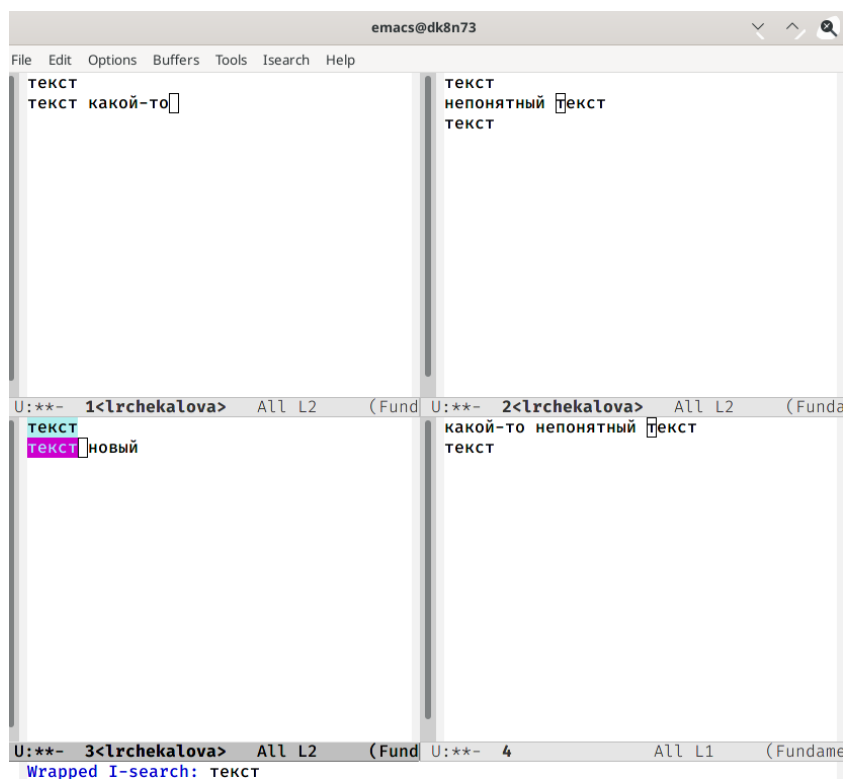 emacs@dk8n73
File Edit Options Buffers Tools Isearch Help
текст
текст какой-то
U:**- 1<lrchekalova> All L2 (Fund
текст
непонятный текст
текст
U:**- 2<lrchekalova> All L2 (Funda
текст
текст новый
U:**- 3<lrchekalova> All L2 (Fund
какой-то непонятный текст
текст
U:**- 4 All L1 (Fundame
Wrapped I-search: текст